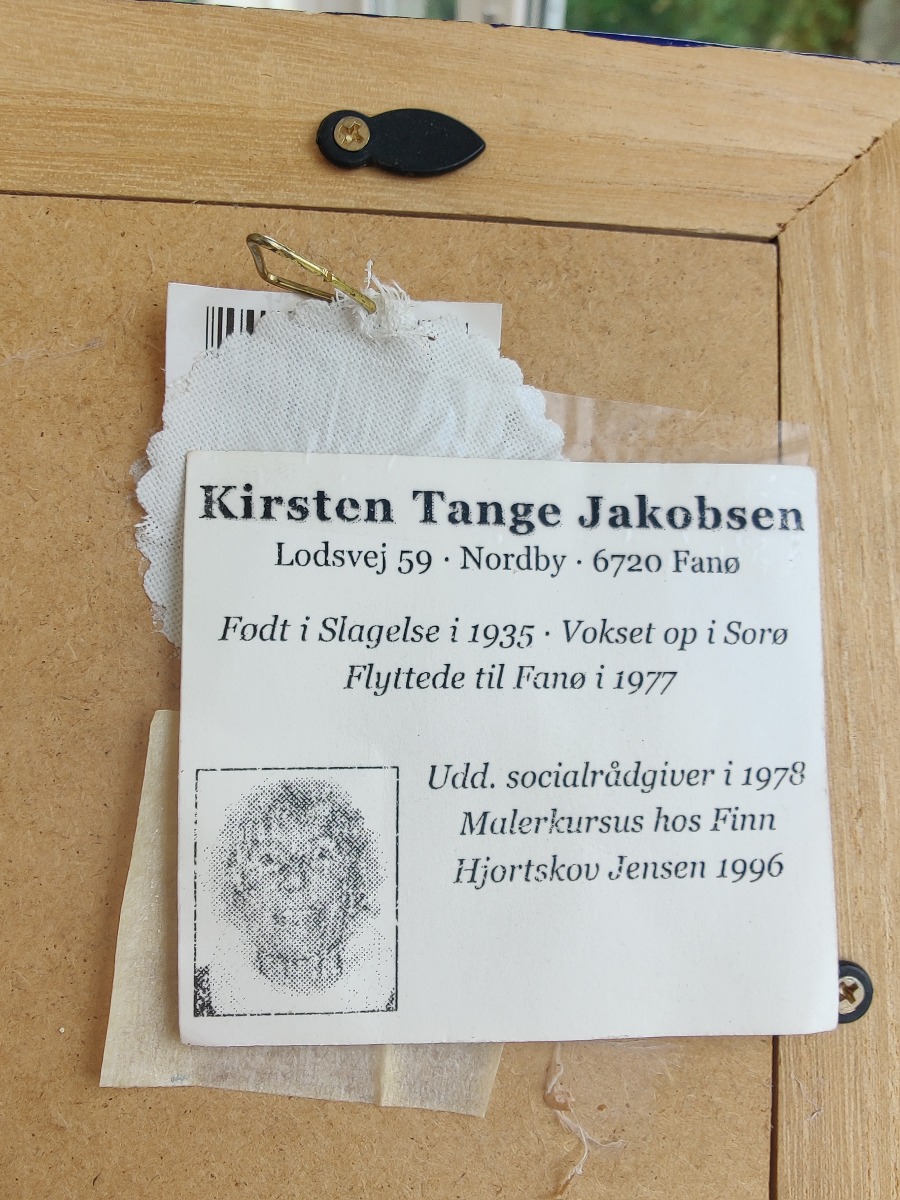 Kirsten Tange Jakobsen
Lodsvej 59 · Nordby · 6720 Fanø
Født i Slagelse i 1935 · Vokset op i Sorø
Flyttede til Fanø i 1977
Udd. socialrådgiver i 1978
Malerkursus hos Finn
Hjortskov Jensen 1996